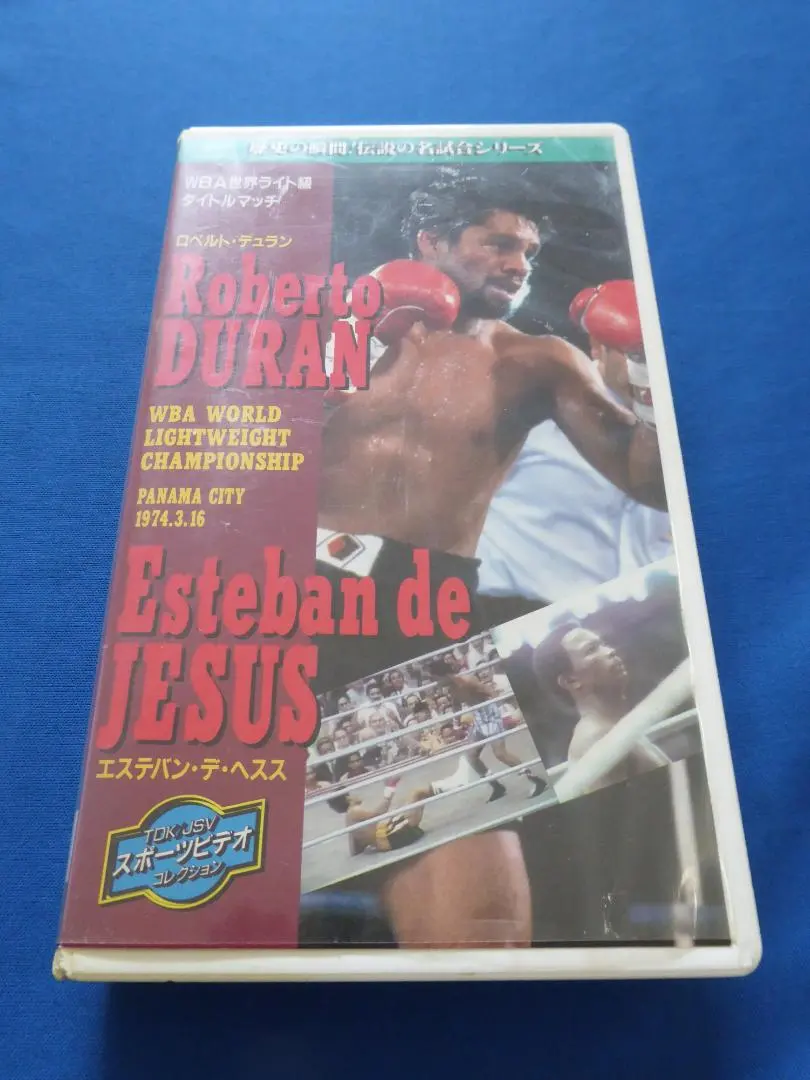 歴史の瞬間!伝説の名試合シリーズ
WBA世界ライト級
タイトルマッチ
ロベルト・デュラン
Roberto
DURAN
WBA WORLD
LIGHTWEIGHT
CHAMPIONSHIP
PANAMA CITY
1974.3.16
Esteban de
JESUS
エステバン・デ・ヘスス
TDK/JSV
スポーツビデオ
コレクション